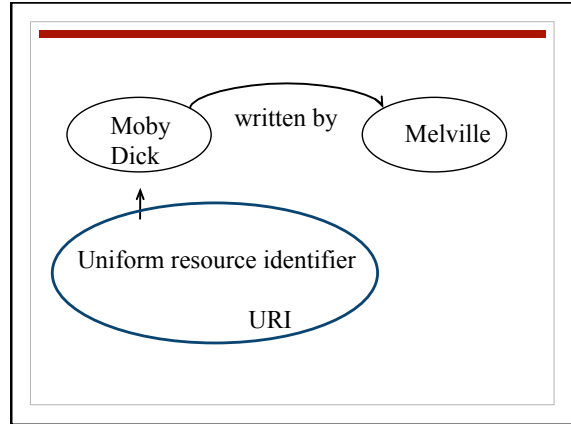 Moby
Dick
written by
Melville
Uniform resource identifier
URI